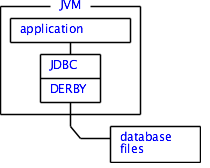 JVM
application
JDBC
DERBY
database
files